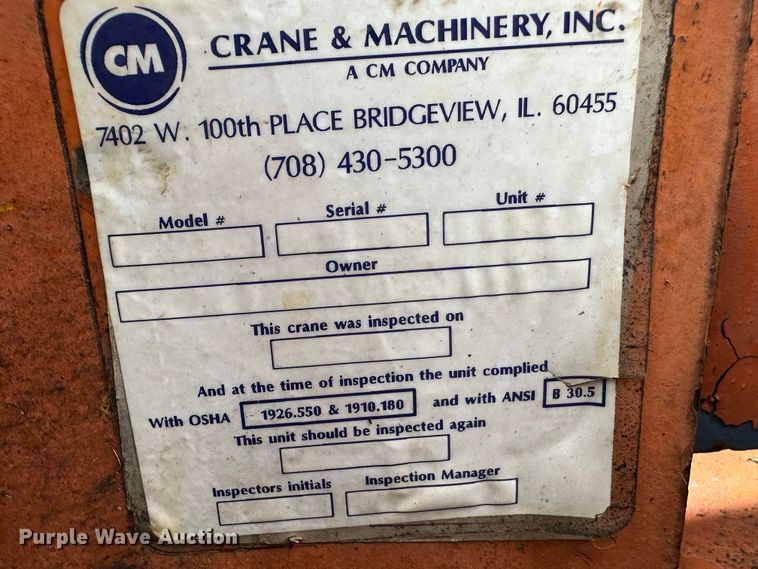 CM
CRANE & MACHINERY, INC.
A CM COMPANY
7402 W. 100th PLACE BRIDGEVIEW, IL. 60455
(708) 430-5300
Model # Serial # Unit #
Owner
This crane was inspected on
And at the time of inspection the unit complied
With OSHA 1926.550 & 1910.180 and with ANSI B 30.5
This unit should be inspected again
Inspectors initials Inspection Manager
Purple Wave Auction